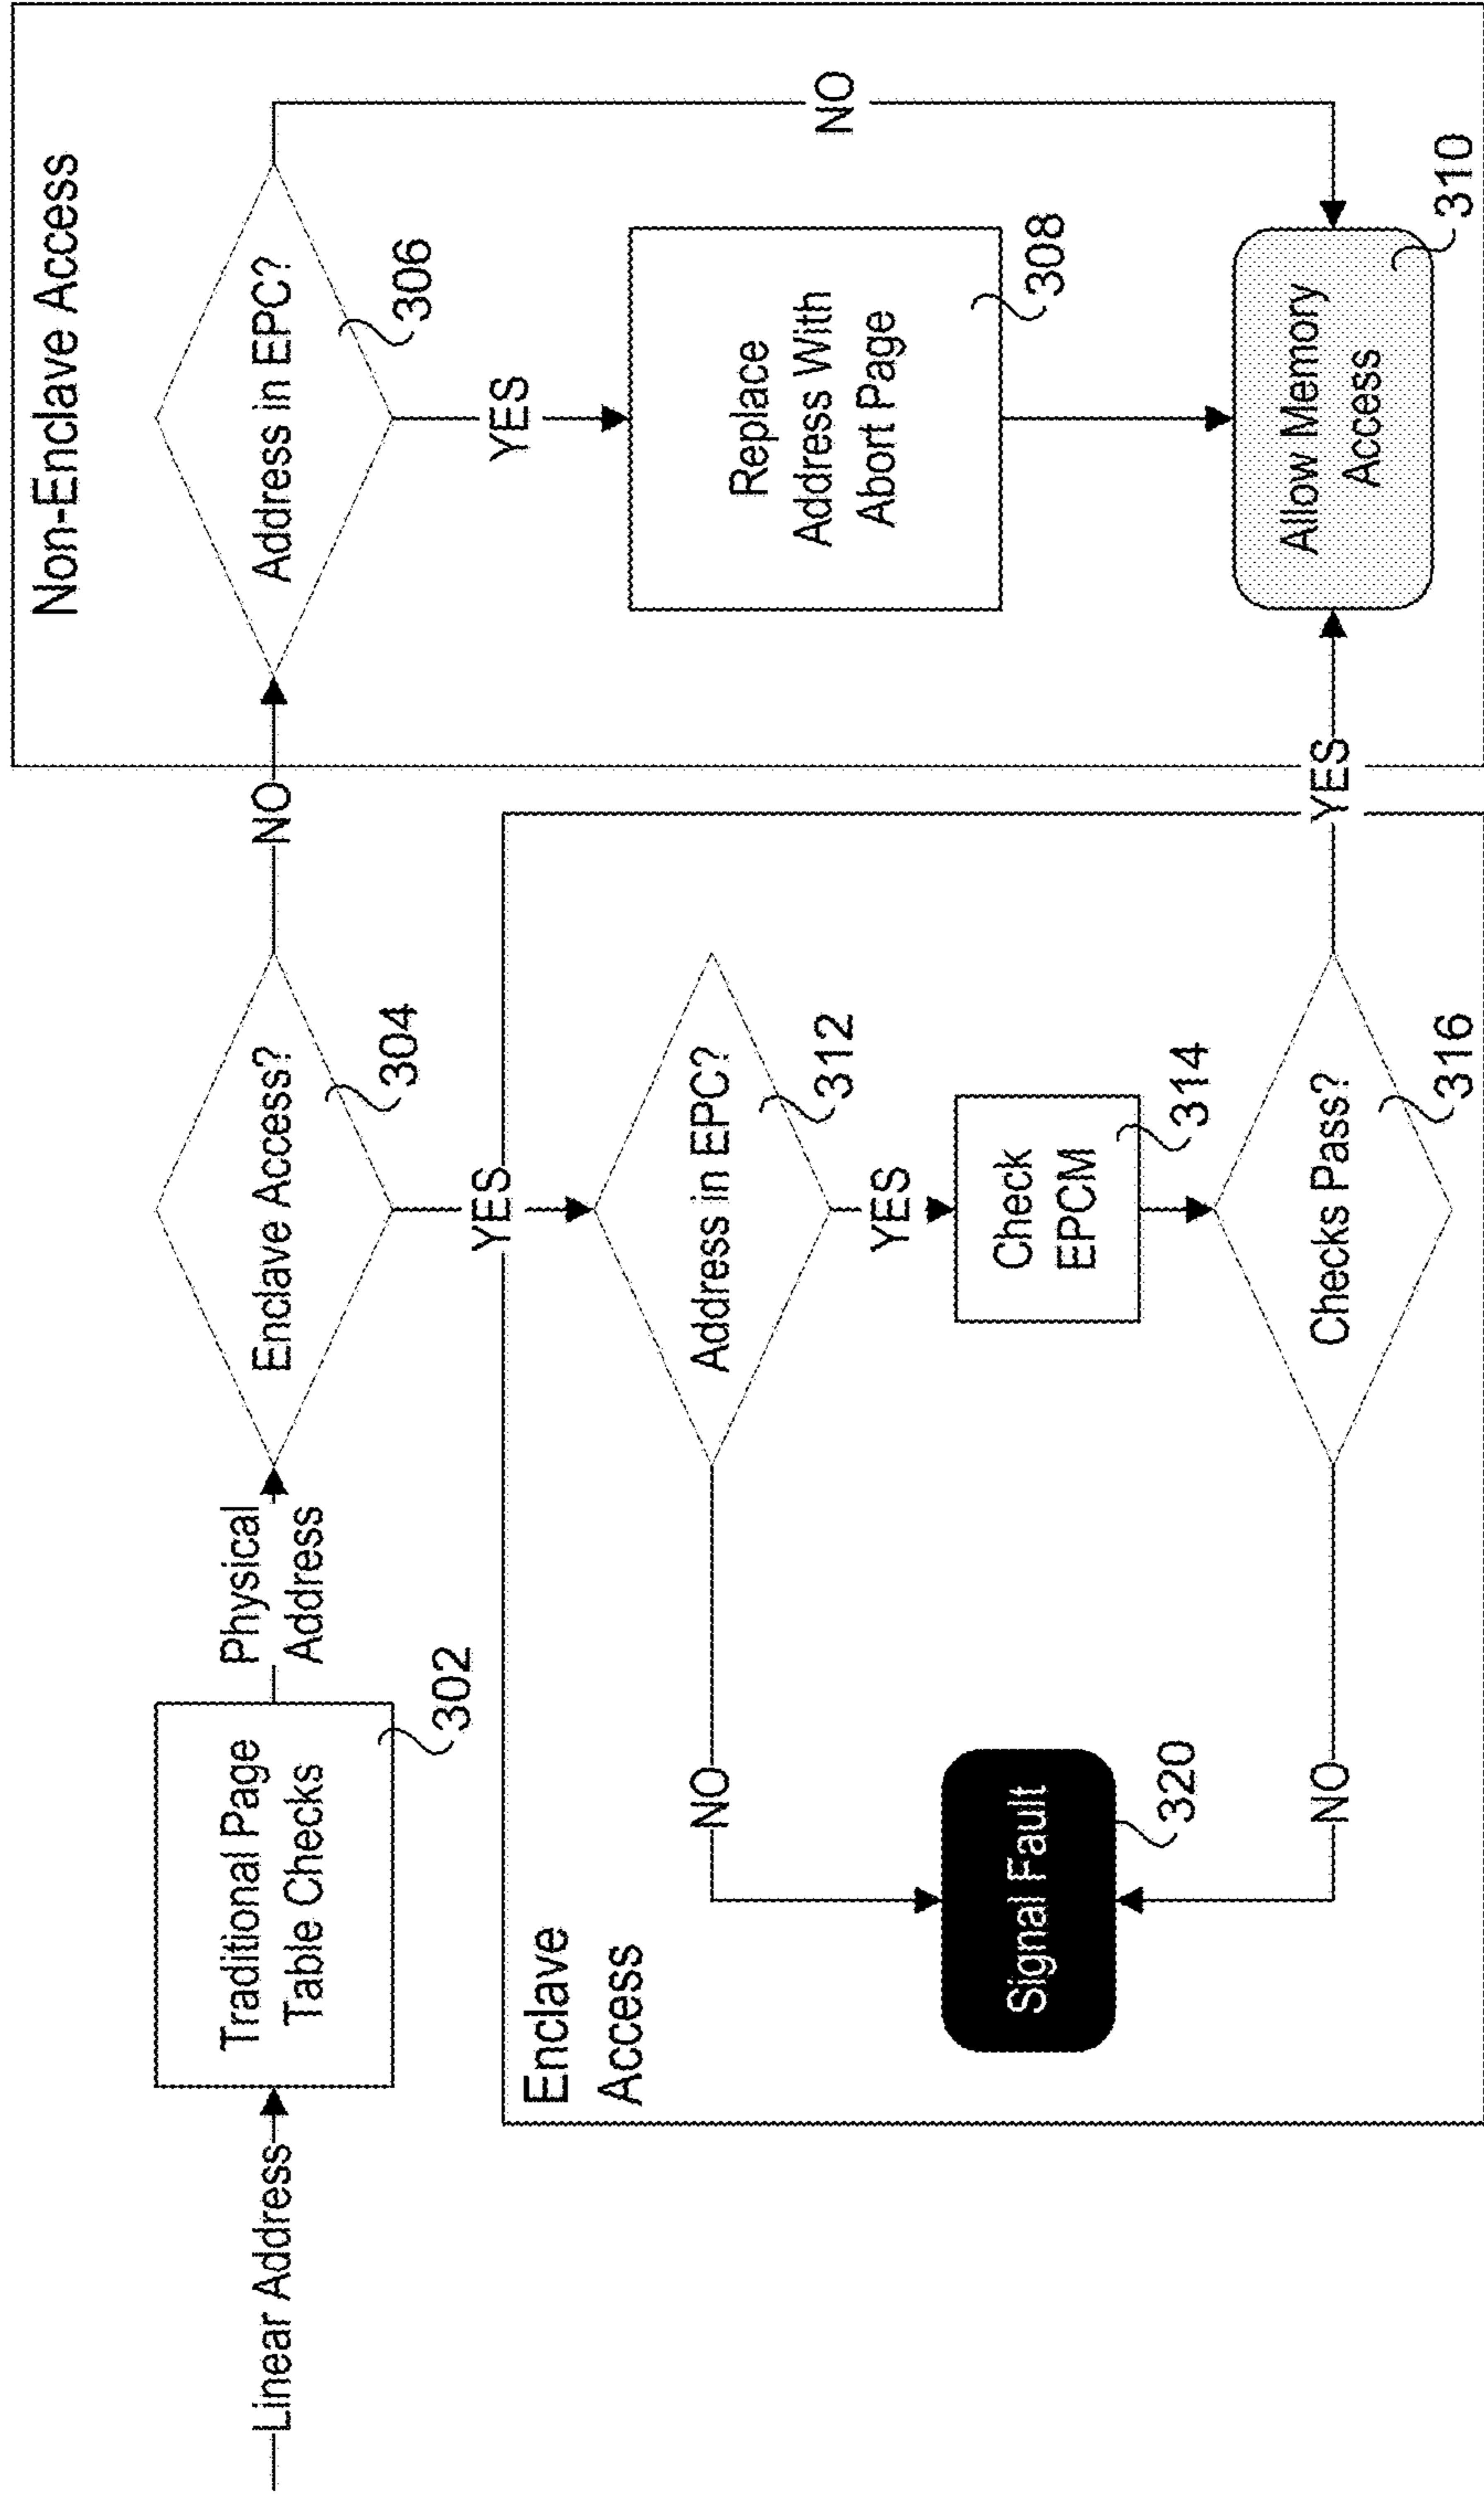 Linear Address
Traditional Page
Table Checks
302
Physical
Address
Enclave Access?
304
NO
YES
Non-Enclave Access
Address in EPC?
306
NO
YES
Replace
Address With
Abort Page
308
Allow Memory
Access
310
Enclave
Access
Address in EPC?
312
NO
YES
Check
EPCM
314
Checks Pass?
316
YES
NO
Signal Fault
320